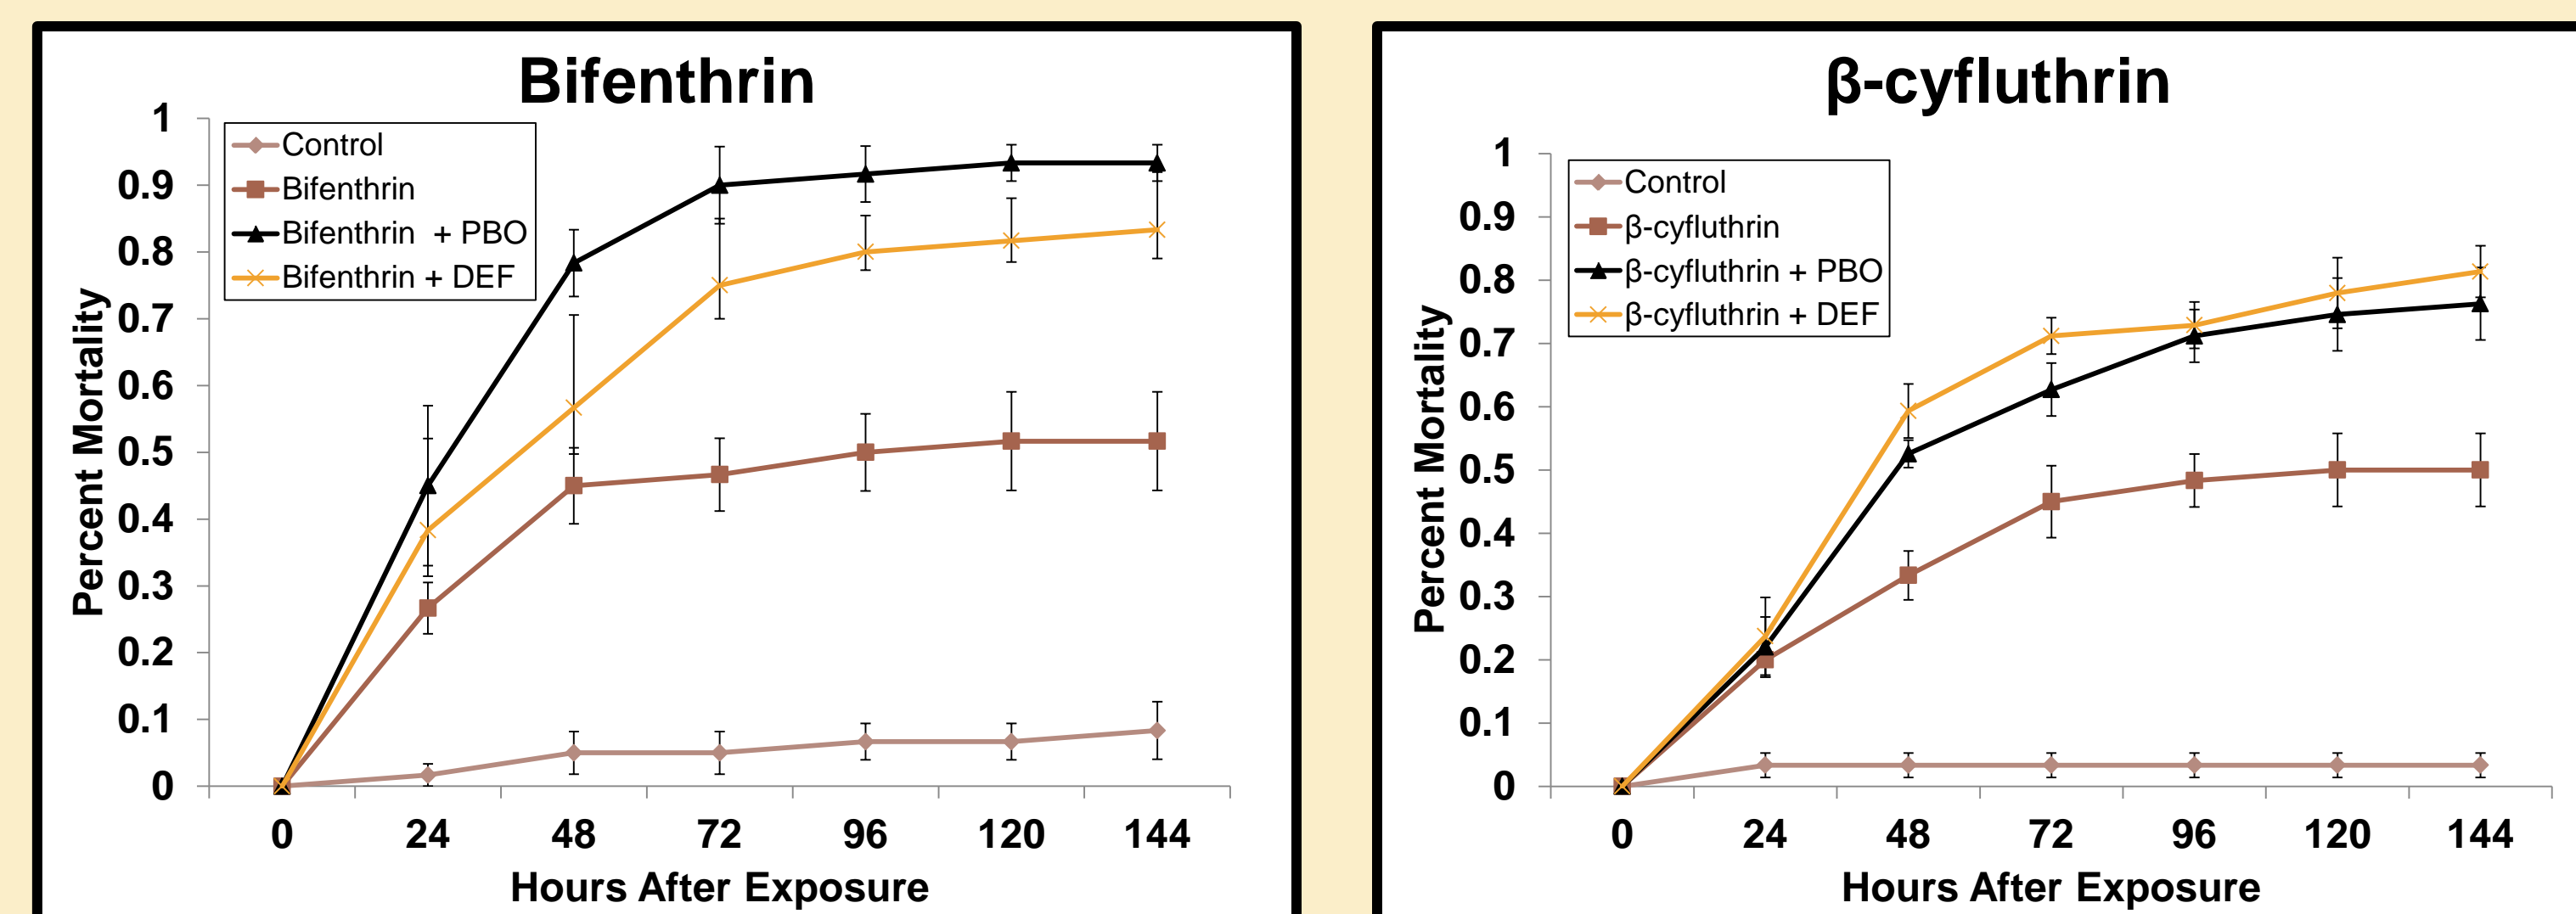 Bifenthrin
1
0.9
0.8
0.7
0.6
0.5
0.4
0.3
0.2
0.1
0
Percent Mortality
Control
Bifenthrin
Bifenthrin + PBO
Bifenthrin + DEF
0 24 48 72 96 120 144
Hours After Exposure
β-cyfluthrin
1
0.9
0.8
0.7
0.6
0.5
0.4
0.3
0.2
0.1
0
Percent Mortality
Control
β-cyfluthrin
β-cyfluthrin + PBO
β-cyfluthrin + DEF
0 24 48 72 96 120 144
Hours After Exposure